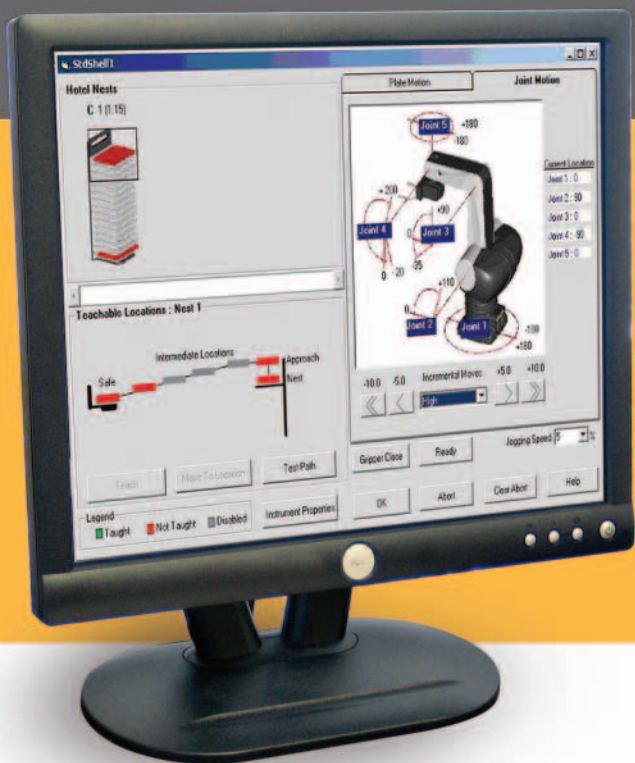 StdShell1
Hotel Nests
C 1 (1:15)
Teachable Locations : Nest 1
Intermediate Locations
Safe
Approach
Nest
Teach
Move To Location
Test Path
Legend
Taught
Not Taught
Disabled
Instrument Properties
Plate Motion
Joint Motion
Joint 5
+180
-180
+200
+90
Joint 4
0
Joint 3
0
-20
-35
+110
0
Joint 2
Joint 1
-180
+180
Current Location
Joint 1 : 0
Joint 2 : 90
Joint 3 : 0
Joint 4 : -90
Joint 5 : 0
-10.0
-5.0
Incremental Moves
+5.0
+10.0
High
Gripper Close
Ready
Jogging Speed
5
%
OK
Abort
Clear Abort
Help